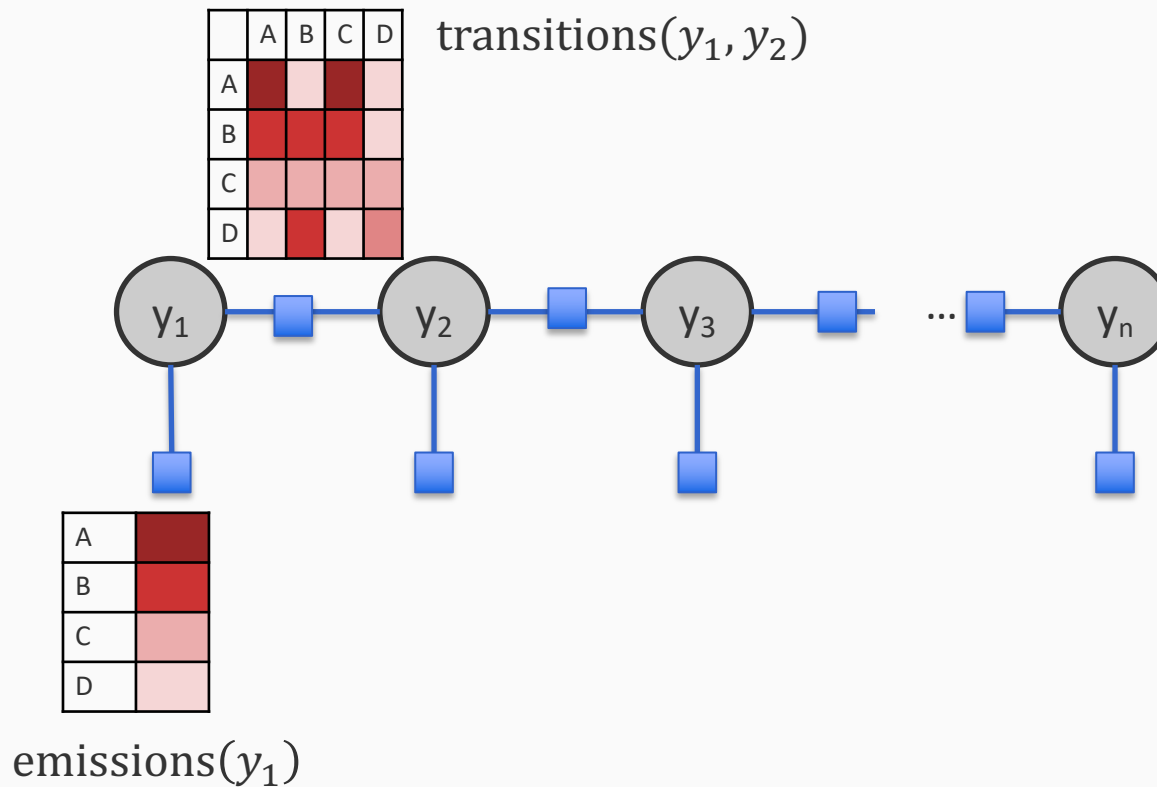 A B C D
transitions(y₁, y₂)
A
B
C
D
y₁
y₂
y₃
...
yₙ
A
B
C
D
emissions(y₁)